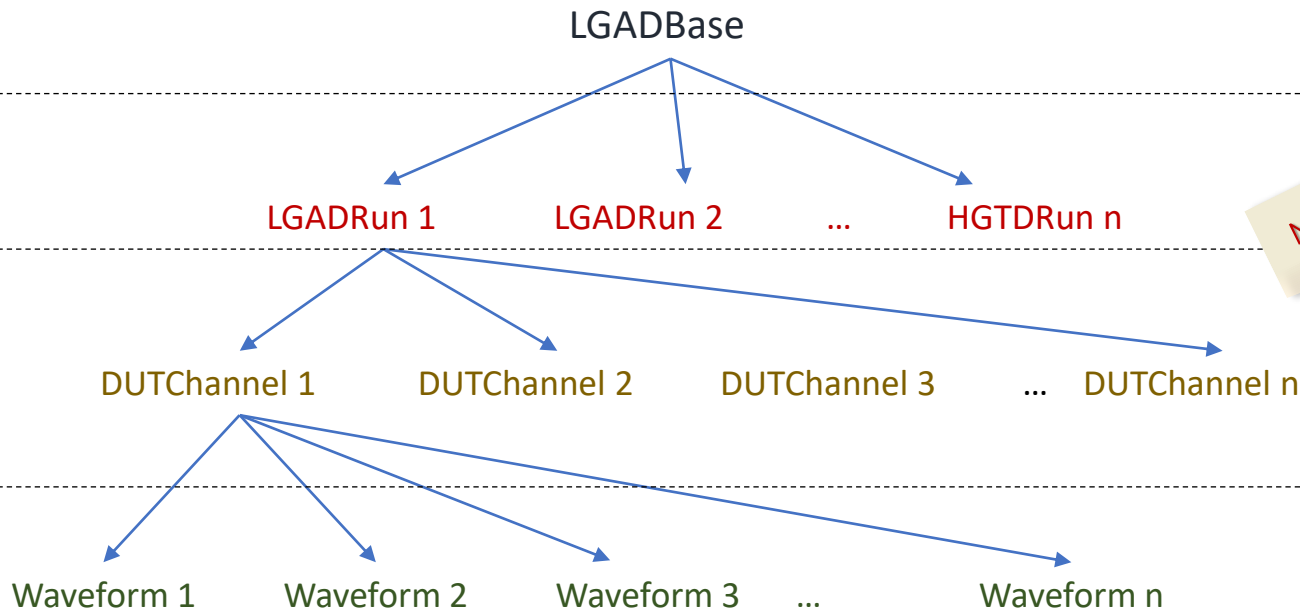 LGADBase
LGADRun 1 LGADRun 2 ... HGTDRun n
DUTChannel 1 DUTChannel 2 DUTChannel 3 ... DUTChannel n
Waveform 1 Waveform 2 Waveform 3 ... Waveform n